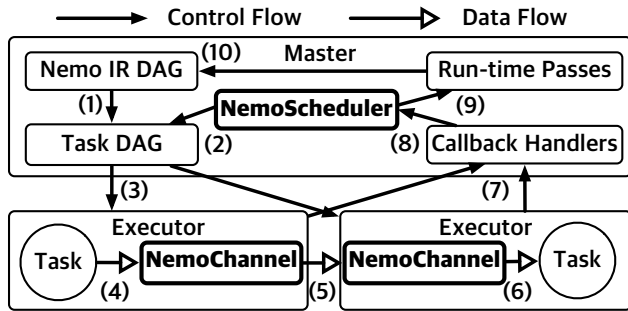 Control Flow
Data Flow
(10)
Master
Nemo IR DAG
Run-time Passes
(1)
NemoScheduler
(9)
Task DAG
(2)
(8)
Callback Handlers
(3)
(7)
Executor
Executor
Task
NemoChannel
NemoChannel
Task
(4)
(5)
(6)